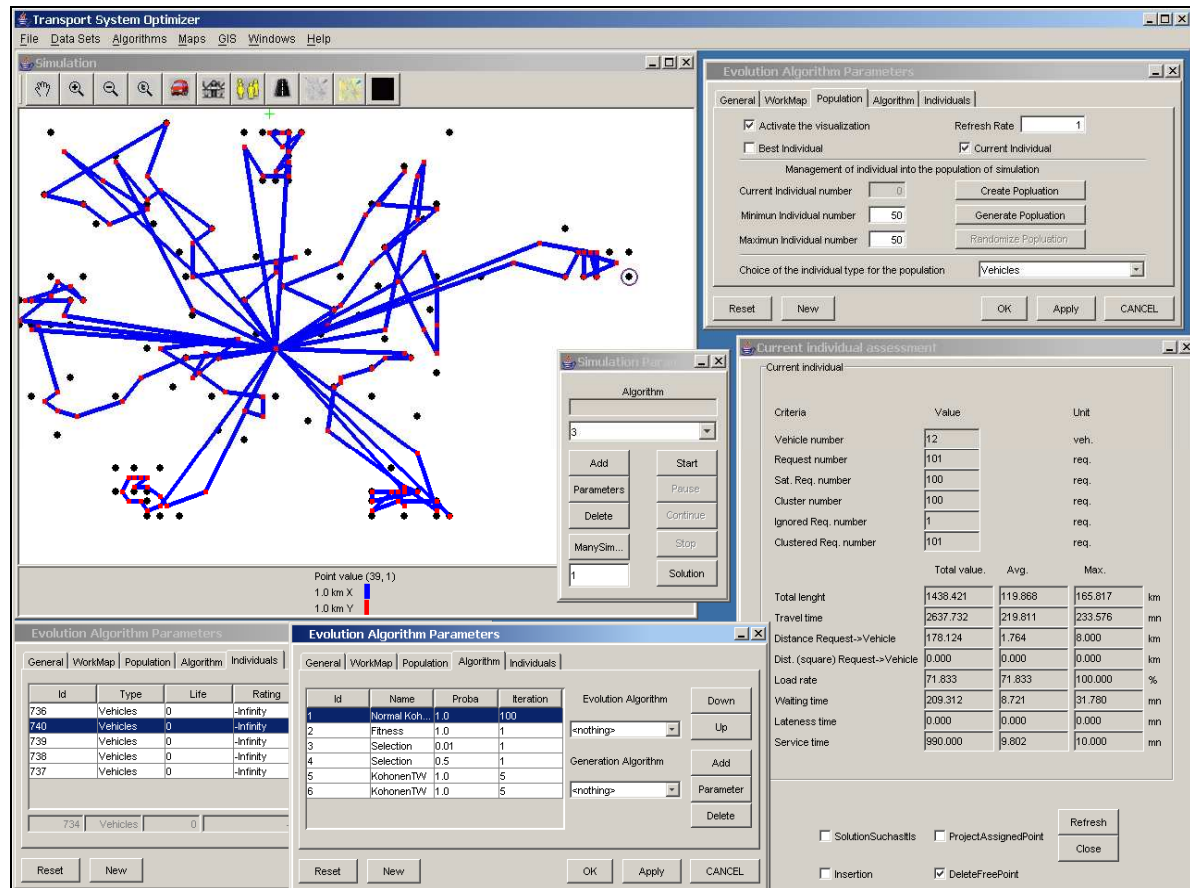 Transport System Optimizer
File Data Sets Algorithms Maps GIS Windows Help
Simulation
Point value (39, 1)
1.0 km X
1.0 km Y
Evolution Algorithm Parameters
General WorkMap Population Algorithm Individuals
Activate the visualization Refresh Rate 1
Best Individual Current Individual
Management of individual into the population of simulation
Current Individual number 0 Create Popluation
Minimun Individual number 50 Generate Popluation
Maximun Individual number 50 Randomize Popluation
Choice of the individual type for the population Vehicles
Reset New OK Apply CANCEL
Simulation Par
Algorithm
3
Add Start
Parameters Pause
Delete Continue
ManySim... Stop
1 Solution
Current individual assessment
Current individual
Criteria Value Unit
Vehicle number 12 veh.
Request number 101 req.
Sat. Req. number 100 req.
Cluster number 100 req.
Ignored Req. number 1 req.
Clustered Req. number 101 req.
Total value. Avg. Max.
Total lenght 1438.421 119.868 165.817 km
Travel time 2637.732 219.811 233.576 mn
Distance Request->Vehicle 178.124 1.764 8.000 km
Dist. (square) Request->Vehicle 0.000 0.000 0.000 km
Load rate 71.833 71.833 100.000 %
Waiting time 209.312 8.721 31.780 mn
Lateness time 0.000 0.000 0.000 mn
Service time 990.000 9.802 10.000 mn
SolutionSuchasItIs ProjectAssignedPoint Refresh
Close
Insertion DeleteFreePoint
Evolution Algorithm Parameters
General WorkMap Population Algorithm Individuals
Id Type Life Rating
736 Vehicles 0 -Infinity
740 Vehicles 0 -Infinity
739 Vehicles 0 -Infinity
738 Vehicles 0 -Infinity
737 Vehicles 0 -Infinity
734 Vehicles 0
Reset New
Evolution Algorithm Parameters
General WorkMap Population Algorithm Individuals
Id Name Proba Iteration Evolution Algorithm Down
1 Normal Koh... 1.0 100
2 Fitness 1.0 1 <nothing> Up
3 Selection 0.01 1
4 Selection 0.5 1 Generation Algorithm Add
5 KohonenTW 1.0 5
6 KohonenTW 1.0 5 <nothing> Parameter
Delete
Reset New OK Apply CANCEL